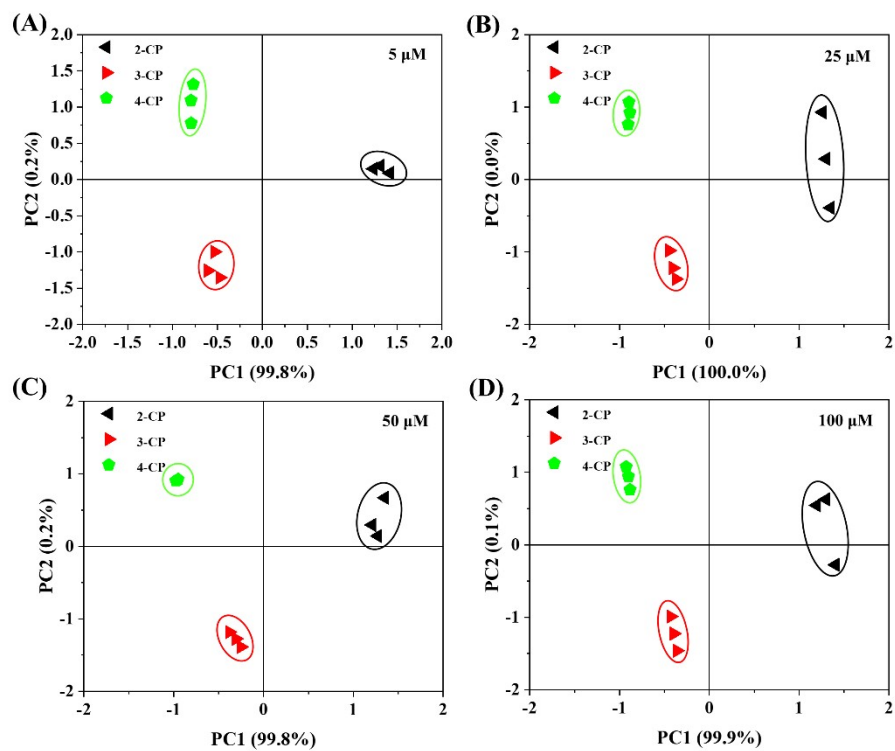 (A)
2.0
1.5
1.0
0.5
0.0
-0.5
-1.0
-1.5
-2.0
PC2 (0.2%)
2-CP
3-CP
4-CP
5 μM
-2.0 -1.5 -1.0 -0.5 0.0 0.5 1.0 1.5 2.0
PC1 (99.8%)
(B)
2
1
0
-1
-2
PC2 (0.0%)
2-CP
3-CP
4-CP
25 μM
-2 -1 0 1 2
PC1 (100.0%)
(C)
2
1
0
-1
-2
PC2 (0.2%)
2-CP
3-CP
4-CP
50 μM
-2 -1 0 1 2
PC1 (99.8%)
(D)
2
1
0
-1
-2
PC2 (0.1%)
2-CP
3-CP
4-CP
100 μM
-2 -1 0 1 2
PC1 (99.9%)